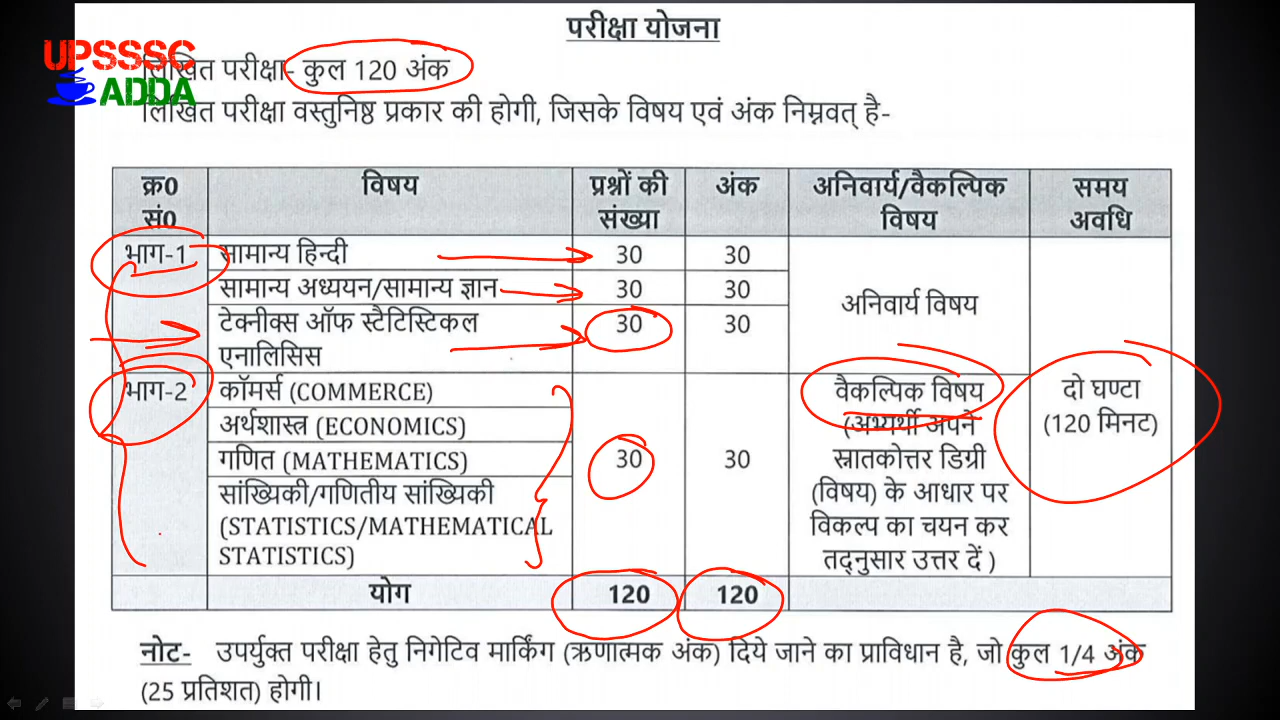 परीक्षा योजना
UPSSSC
ADDA
लिखित परीक्षा- कुल 120 अंक
लिखित परीक्षा वस्तुनिष्ठ प्रकार की होगी, जिसके विषय एवं अंक निम्नवत् है-
क्र0 सं0 विषय प्रश्नों की संख्या अंक अनिवार्य/वैकल्पिक विषय समय अवधि
भाग-1 सामान्य हिन्दी 30 30
सामान्य अध्ययन/सामान्य ज्ञान 30 30
अनिवार्य विषय
टेक्नीक्स ऑफ स्टैटिस्टिकल 30 30
एनालिसिस
भाग-2 कॉमर्स (COMMERCE) वैकल्पिक विषय दो घण्टा
अर्थशास्त्र (ECONOMICS) (अभ्यर्थी अपने (120 मिनट)
गणित (MATHEMATICS) 30 30 स्नातकोत्तर डिग्री
सांख्यिकी/गणितीय सांख्यिकी (विषय) के आधार पर
(STATISTICS/MATHEMATICAL विकल्प का चयन कर
STATISTICS) तद्नुसार उत्तर दें )
योग 120 120
नोट- उपर्युक्त परीक्षा हेतु निगेटिव मार्किंग (ऋणात्मक अंक) दिये जाने का प्राविधान है, जो कुल 1/4 अंक
(25 प्रतिशत) होगी।